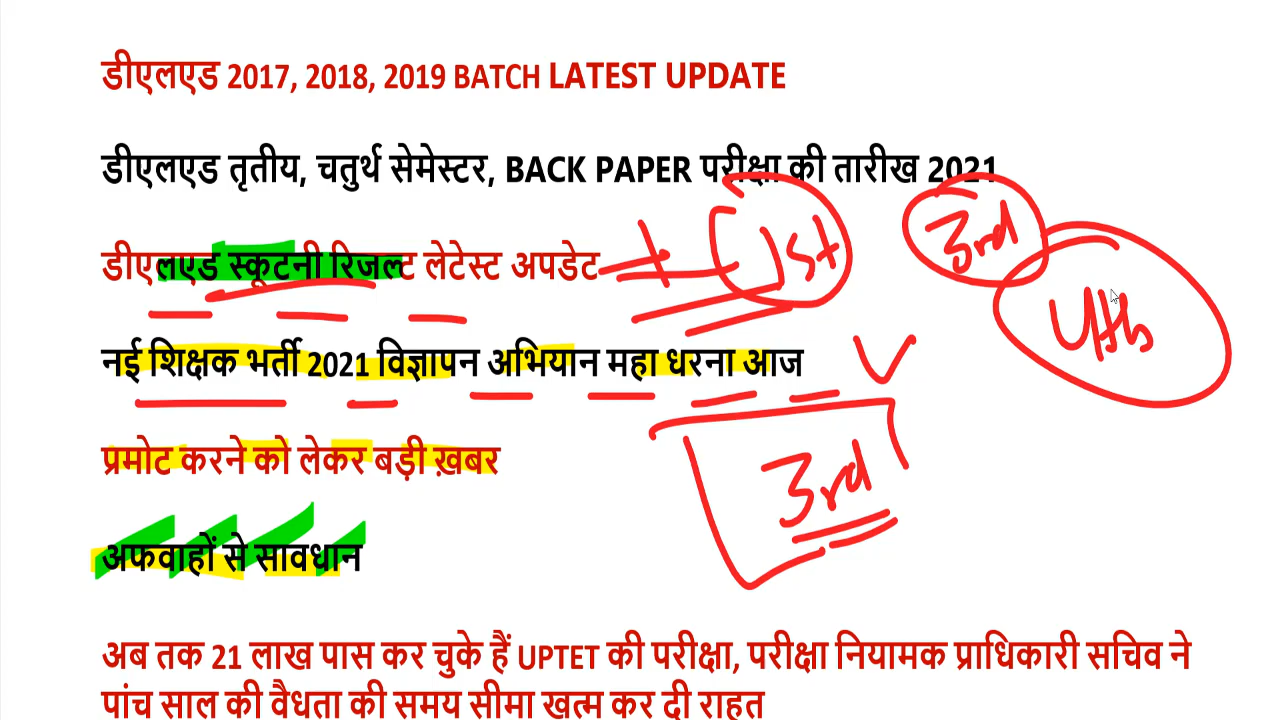 डीएलएड 2017, 2018, 2019 BATCH LATEST UPDATE
डीएलएड तृतीय, चतुर्थ सेमेस्टर, BACK PAPER परीक्षा की तारीख 2021
डीएलएड स्कूटनी रिजल्ट लेटेस्ट अपडेट
1st
3rd
4th
नई शिक्षक भर्ती 2021 विज्ञापन अभियान महा धरना आज
प्रमोट करने को लेकर बड़ी ख़बर
3rd
अफवाहों से सावधान
अब तक 21 लाख पास कर चुके हैं UPTET की परीक्षा, परीक्षा नियामक प्राधिकारी सचिव ने
पांच साल की वैधता की समय सीमा खत्म कर दी राहत